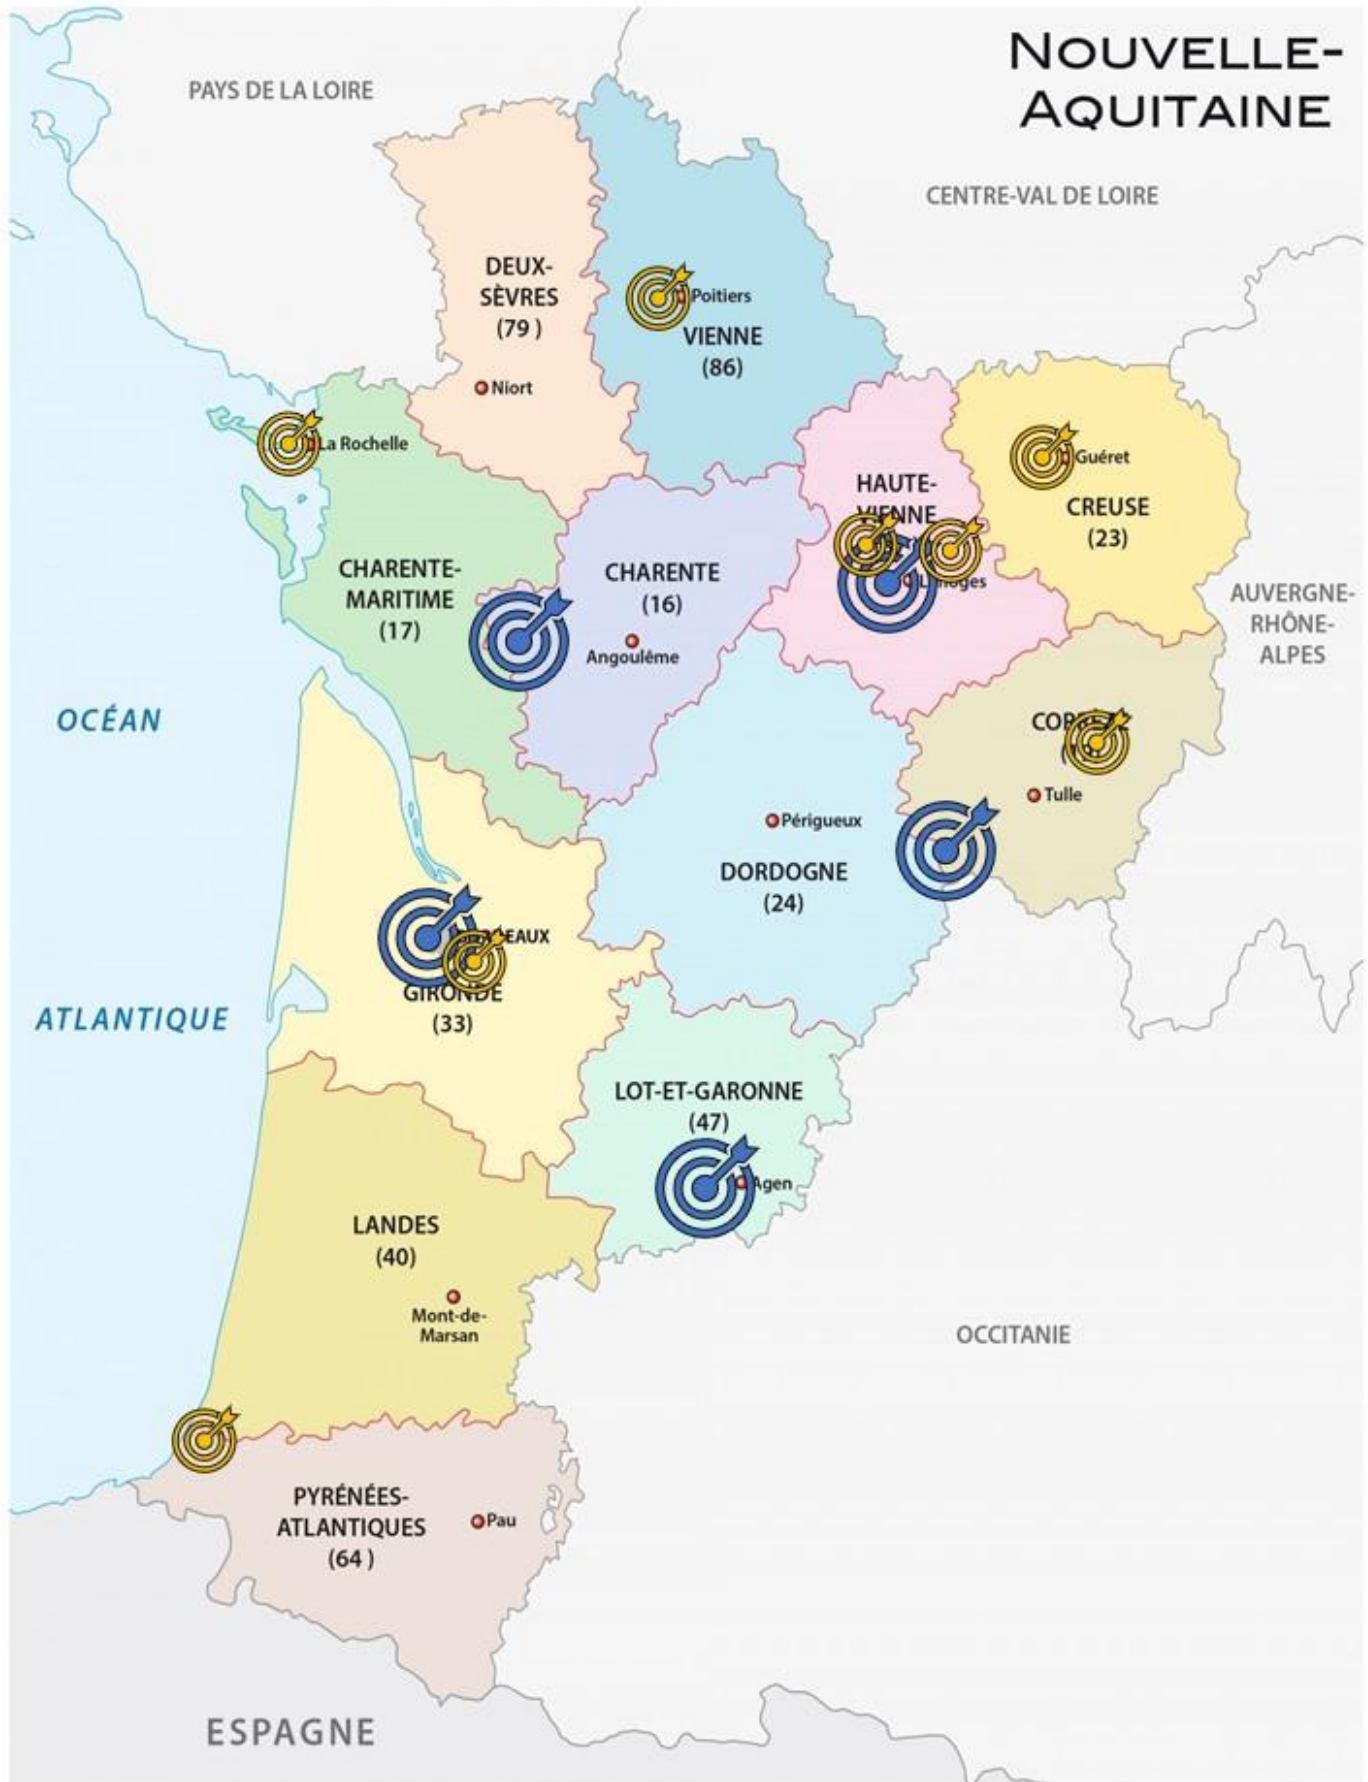 NOUVELLE-
AQUITAINE
PAYS DE LA LOIRE
CENTRE-VAL DE LOIRE
DEUX-
SÈVRES
(79 )
Poitiers
VIENNE
(86)
Niort
La Rochelle
HAUTE-
VIENNE
Guéret
CREUSE
(23)
CHARENTE-
MARITIME
(17)
CHARENTE
(16)
Angoulême
Limoges
AUVERGNE-
RHÔNE-
ALPES
OCÉAN
Tulle
Périgueux
DORDOGNE
(24)
GIRONDE
(33)
ATLANTIQUE
LOT-ET-GARONNE
(47)
Agen
LANDES
(40)
Mont-de-
Marsan
OCCITANIE
PYRÉNÉES-
ATLANTIQUES
(64 )
Pau
ESPAGNE